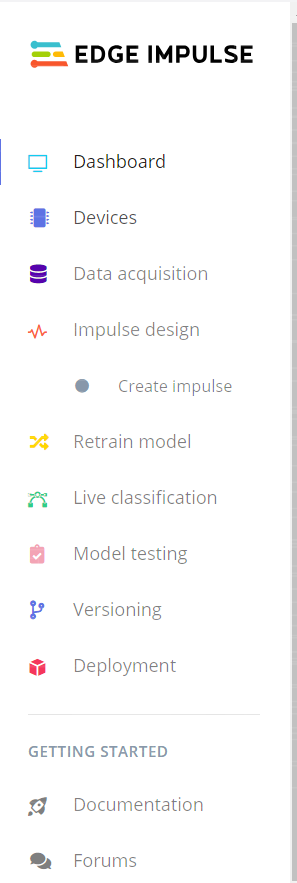 EDGE IMPULSE
Dashboard
Devices
Data acquisition
Impulse design
Create impulse
Retrain model
Live classification
Model testing
Versioning
Deployment
GETTING STARTED
Documentation
Forums